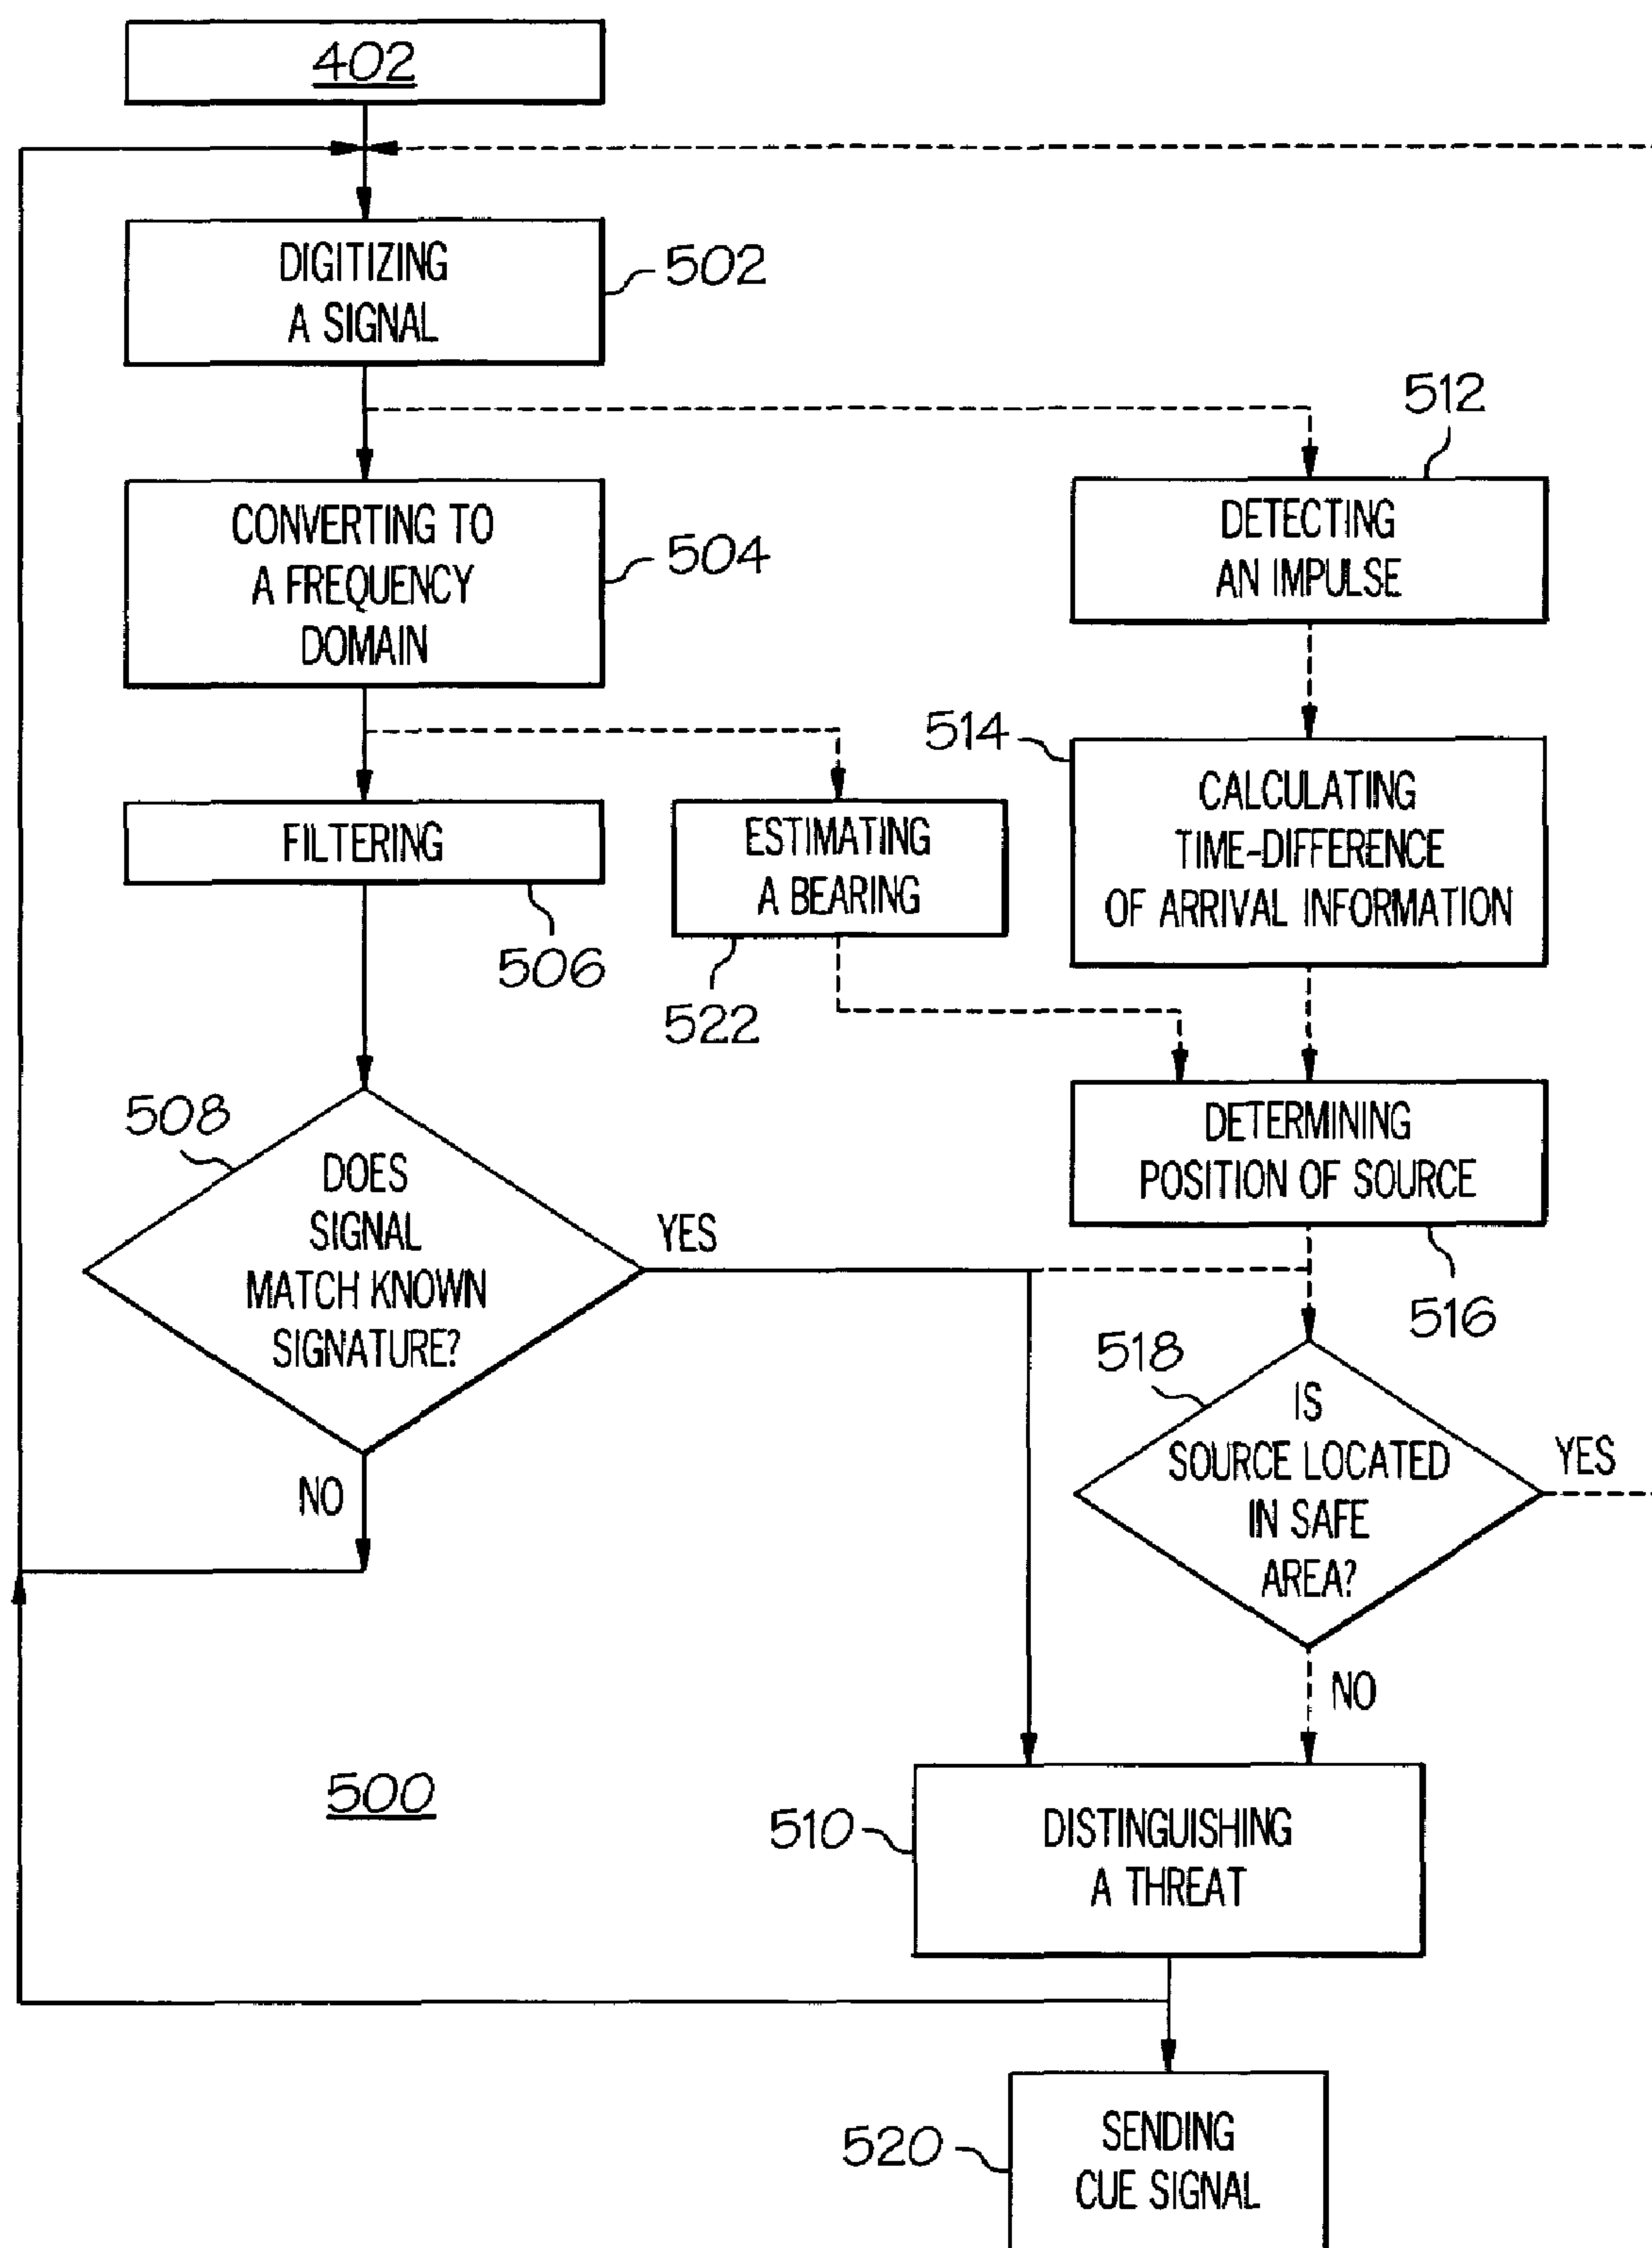 402
DIGITIZING
A SIGNAL
502
512
CONVERTING TO
A FREQUENCY
DOMAIN
504
DETECTING
AN IMPULSE
514
CALCULATING
TIME-DIFFERENCE
OF ARRIVAL INFORMATION
FILTERING
506
ESTIMATING
A BEARING
522
DETERMINING
POSITION OF SOURCE
516
508
DOES
SIGNAL
MATCH KNOWN
SIGNATURE?
YES
NO
518
IS
SOURCE LOCATED
IN SAFE
AREA?
YES
NO
500
510
DISTINGUISHING
A THREAT
520
SENDING
CUE SIGNAL